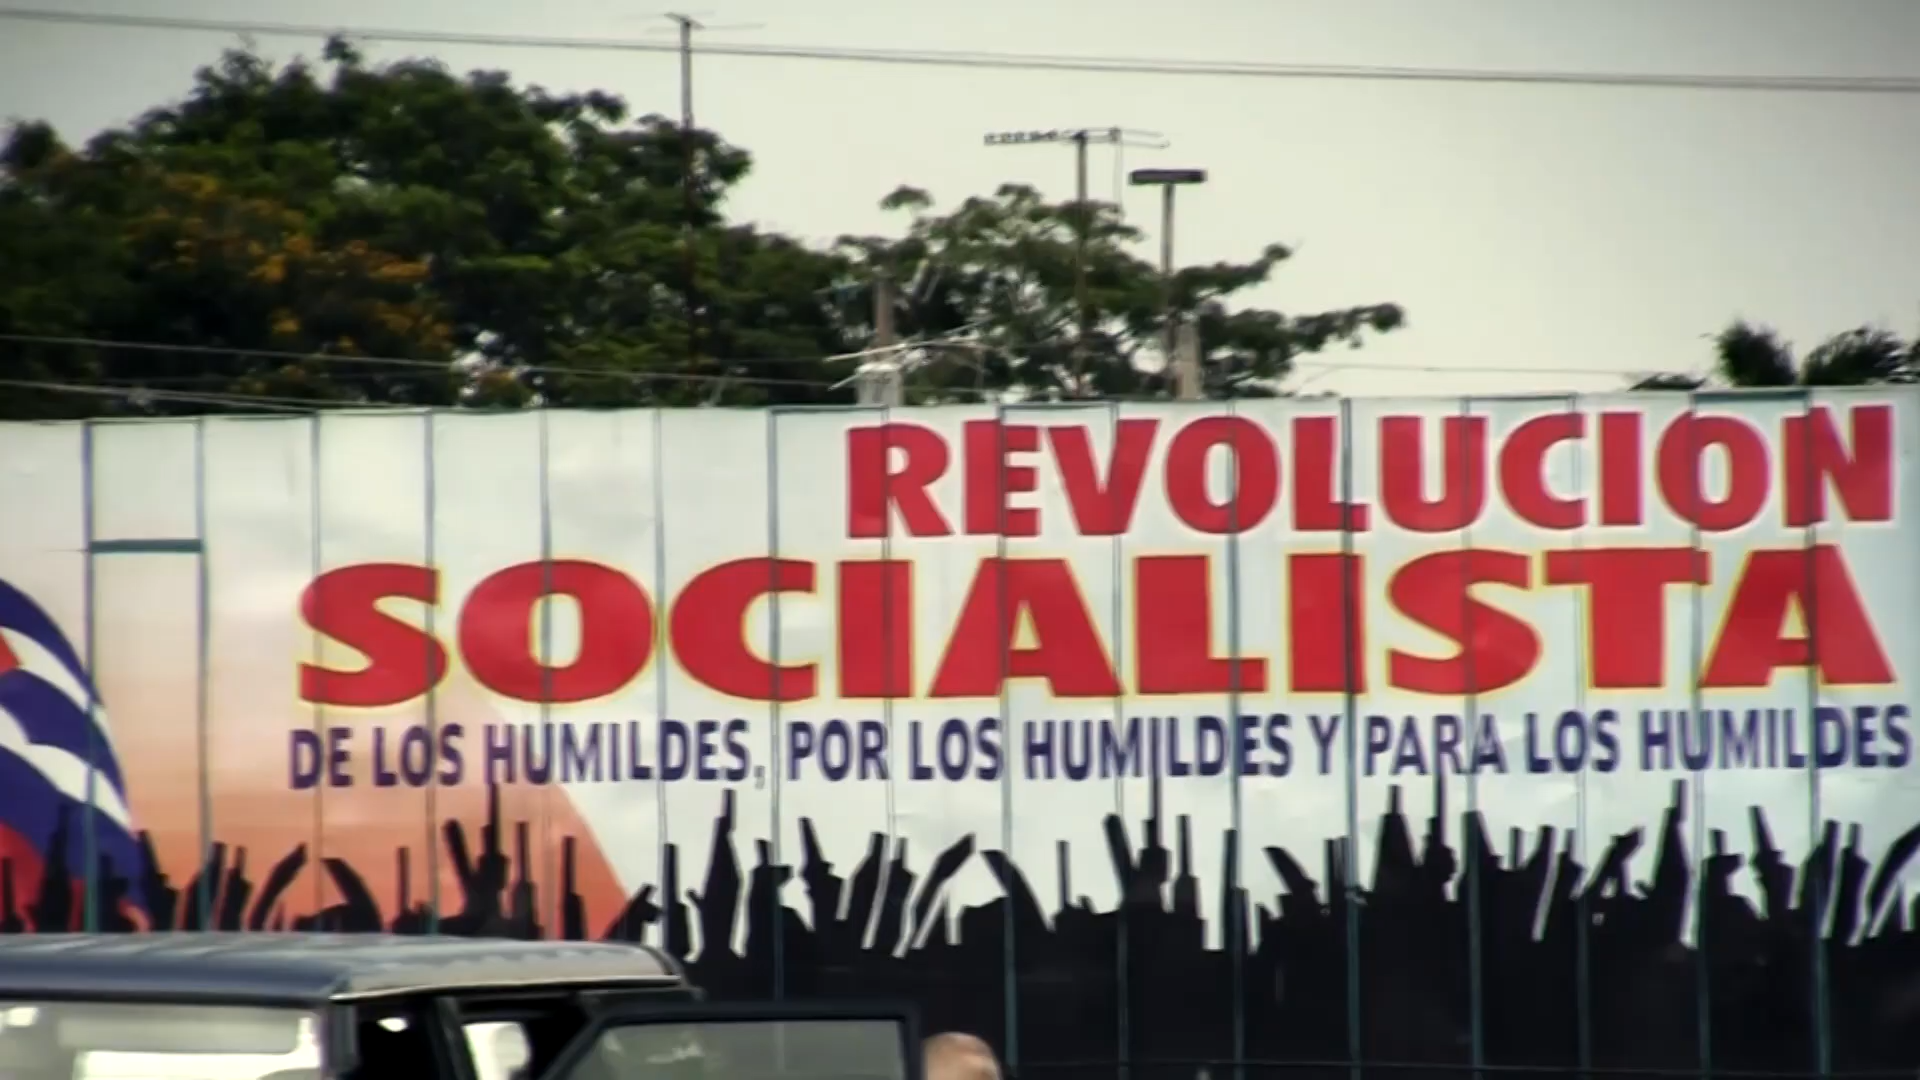 REVOLUCION
SOCIALISTA
DE LOS HUMILDES, POR LOS HUMILDES Y PARA LOS HUMILDES